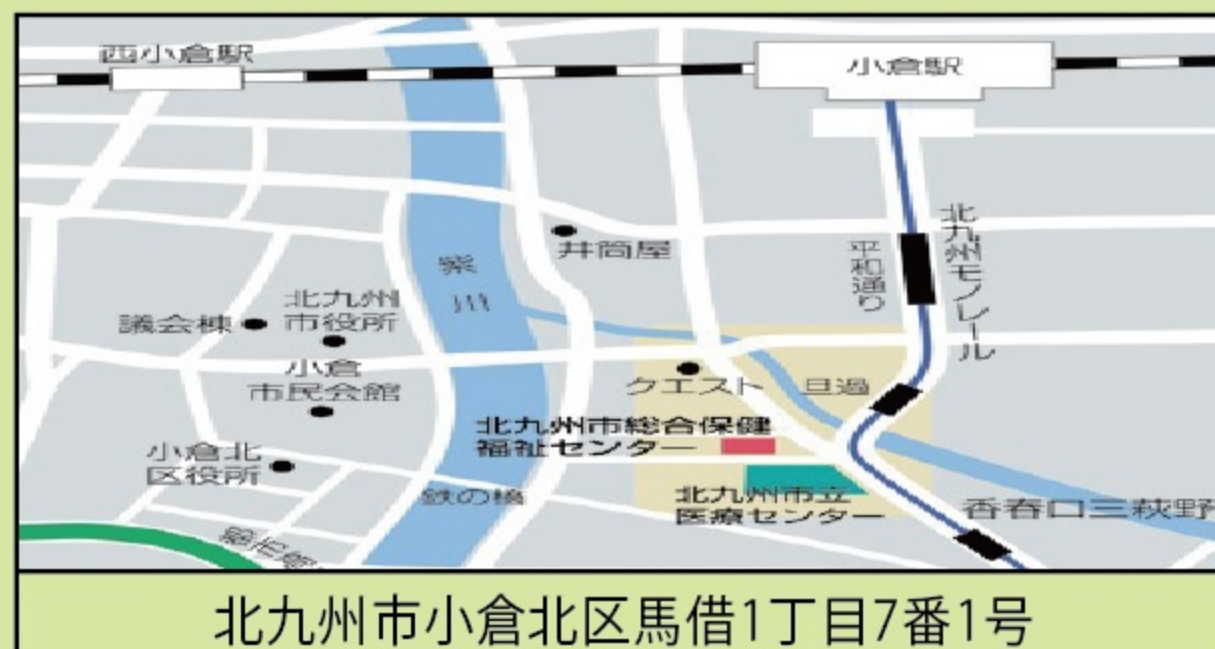 西小倉駅
小倉駅
井筒屋
紫
川
平和通り
北九州モノレール
議会棟
北九州
市役所
小倉
市民会館
クエスト
旦過
北九州市総合保健
福祉センター
小倉北
区役所
鉄の橋
北九州市立
医療センター
香春口三萩野
北九州市小倉北区馬借1丁目7番1号